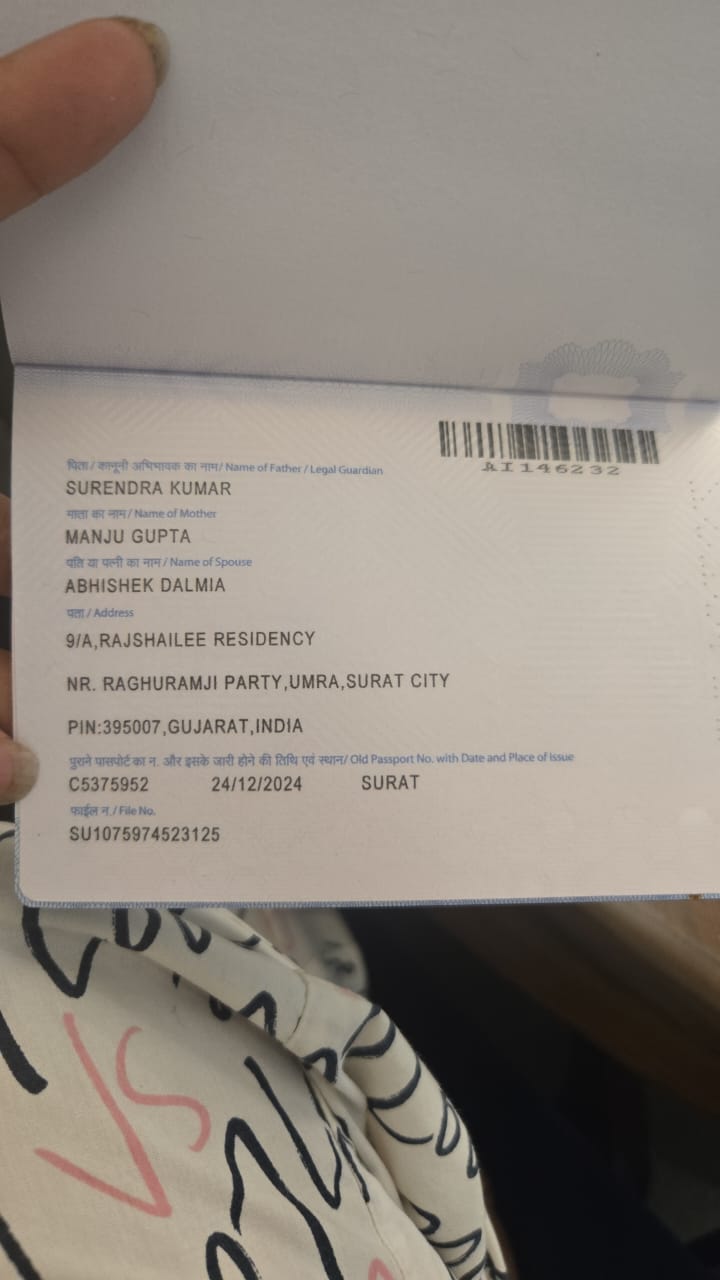 AI146232
पिता / कानूनी अभिभावक का नाम / Name of Father / Legal Guardian
SURENDRA KUMAR
माता का नाम / Name of Mother
MANJU GUPTA
पति या पत्नी का नाम / Name of Spouse
ABHISHEK DALMIA
पता / Address
9/A,RAJSHAILEE RESIDENCY
NR. RAGHURAMJI PARTY,UMRA,SURAT CITY
PIN:395007,GUJARAT,INDIA
पुराने पासपोर्ट का न. और इसके जारी होने की तिथि एवं स्थान/ Old Passport No. with Date and Place of Issue
C5375952 24/12/2024 SURAT
फाईल न./ File No.
SU1075974523125
VS